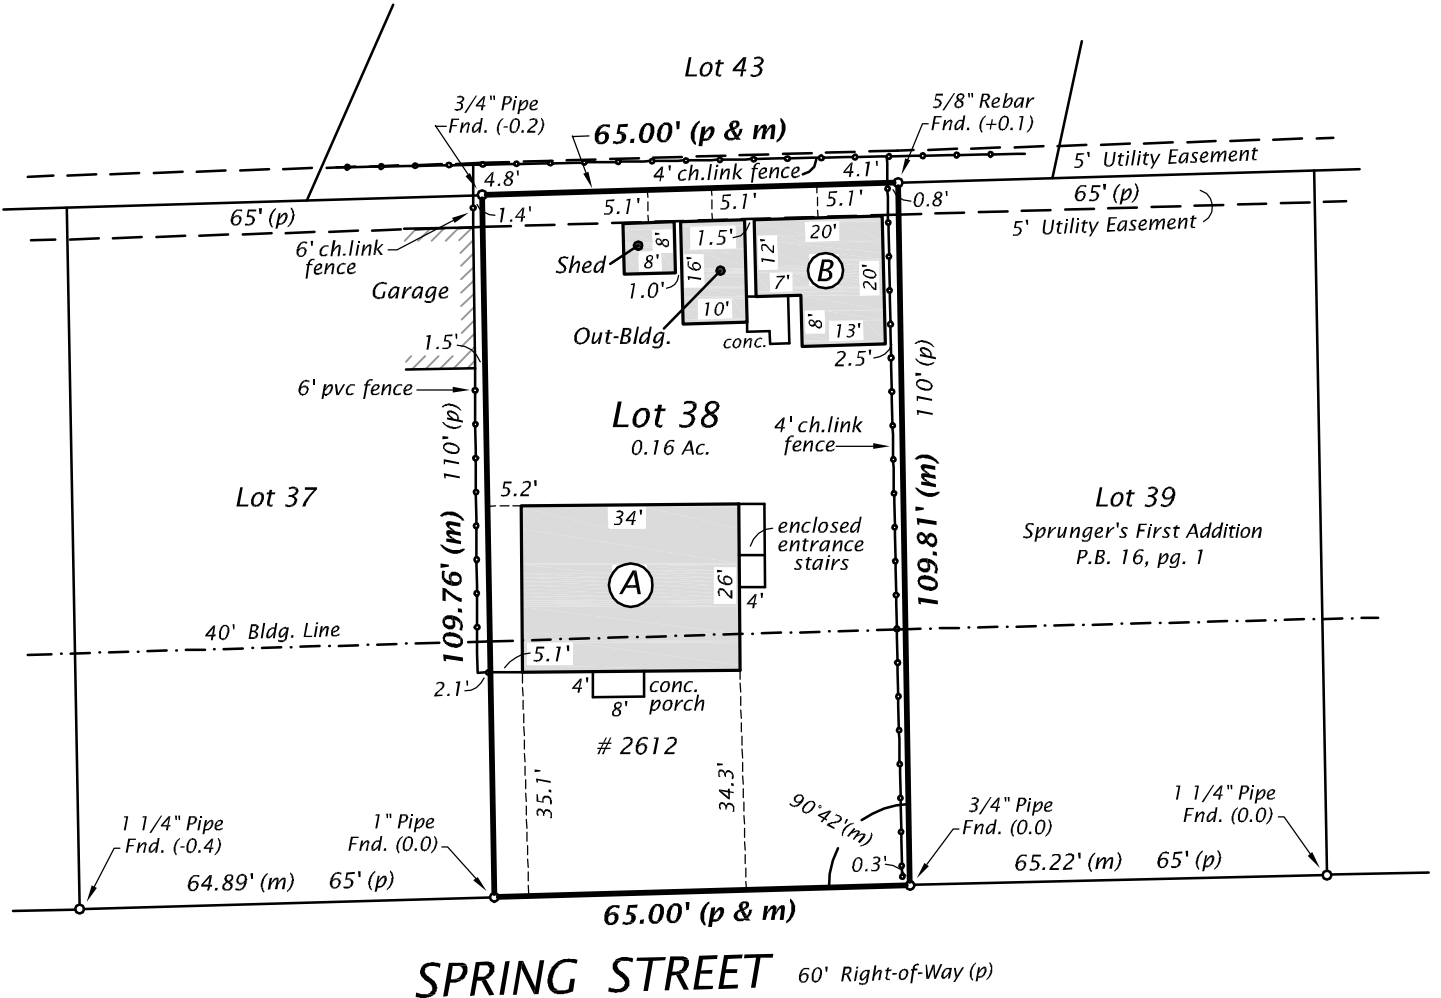 Lot 43
3/4" Pipe
Fnd. (-0.2)
5/8" Rebar
Fnd. (+0.1)
65.00' (p & m)
5' Utility Easement
4.8'
4' ch.link fence
4.1'
65' (p)
1.4'
5.1'
5.1'
5.1'
0.8'
65' (p)
5' Utility Easement
6' ch.link
fence
Shed
8'
8'
1.5'
16'
10'
12'
20'
B
20'
7'
8'
13'
Garage
1.0'
Out-Bldg.
conc.
1.5'
2.5'
6' pvc fence
110' (p)
110' (p)
Lot 38
0.16 Ac.
4' ch.link
fence
Lot 37
5.2'
Lot 39
Sprunger's First Addition
P.B. 16, pg. 1
34'
enclosed
entrance
stairs
109.76' (m)
109.81' (m)
A
26'
4'
40' Bldg. Line
5.1'
2.1'
4'
8'
conc.
porch
# 2612
35.1'
34.3'
90°42'(m)
1 1/4" Pipe
Fnd. (-0.4)
1" Pipe
Fnd. (0.0)
3/4" Pipe
Fnd. (0.0)
1 1/4" Pipe
Fnd. (0.0)
0.3'
64.89' (m) 65' (p)
65.22' (m) 65' (p)
65.00' (p & m)
SPRING STREET 60' Right-of-Way (p)